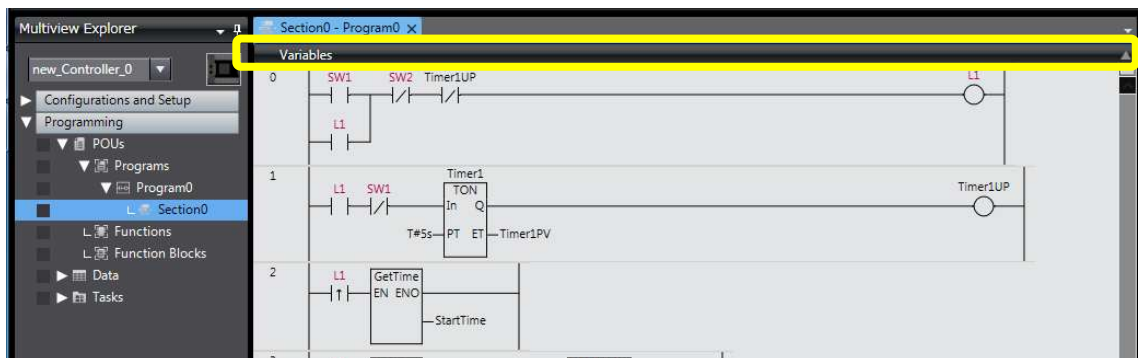 Multiview Explorer
new_Controller_0
Configurations and Setup
Programming
POUs
Programs
Program0
Section0
Functions
Function Blocks
Data
Tasks
Section0 - Program0
Variables
0
SW1 SW2 Timer1UP L1
L1
1
Timer1
L1 SW1 TON Timer1UP
In Q
T#5s PT ET Timer1PV
2
L1 GetTime
EN ENO
StartTime